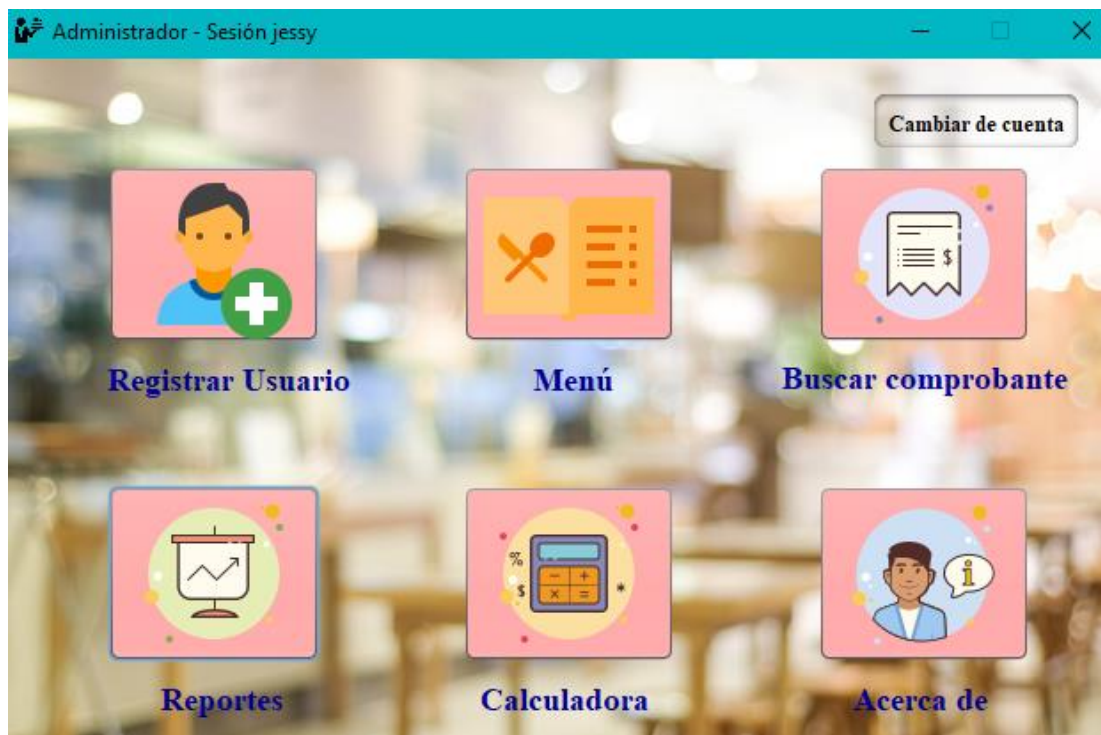 Administrador - Sesión jessy
Cambiar de cuenta
Registrar Usuario
Menú
Buscar comprobante
$
Reportes
%
$
*
- +
× =
Calculadora
i
Acerca de